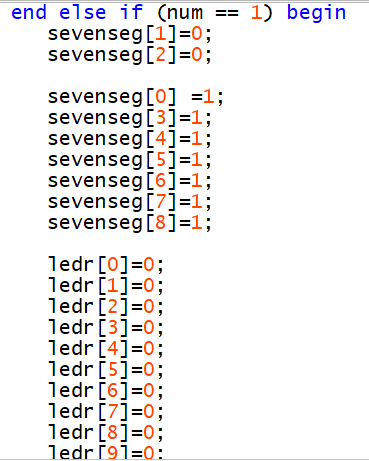 end else if (num == 1) begin
sevenseg[1]=0;
sevenseg[2]=0;
sevenseg[0] =1;
sevenseg[3]=1;
sevenseg[4]=1;
sevenseg[5]=1;
sevenseg[6]=1;
sevenseg[7]=1;
sevenseg[8]=1;
ledr[0]=0;
ledr[1]=0;
ledr[2]=0;
ledr[3]=0;
ledr[4]=0;
ledr[5]=0;
ledr[6]=0;
ledr[7]=0;
ledr[8]=0;
ledr[9]=0;